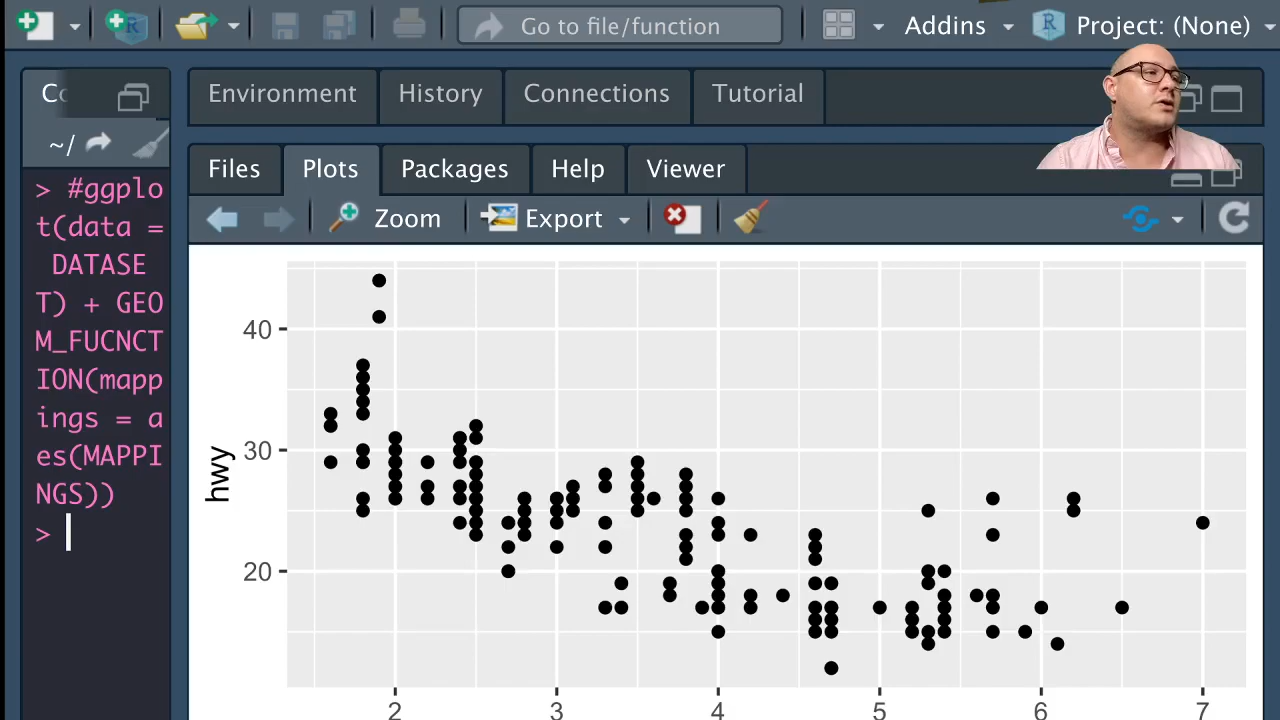 Go to file/function
Addins
Project: (None)
Environment
History
Connections
Tutorial
~/
Files
Plots
Packages
Help
Viewer
Zoom
Export
> #ggplo
t(data =
DATASE
T) + GEO
M_FUCNCT
ION(mapp
ings = a
es(MAPPI
NGS))
>
40
30
20
hwy
2 3 4 5 6 7